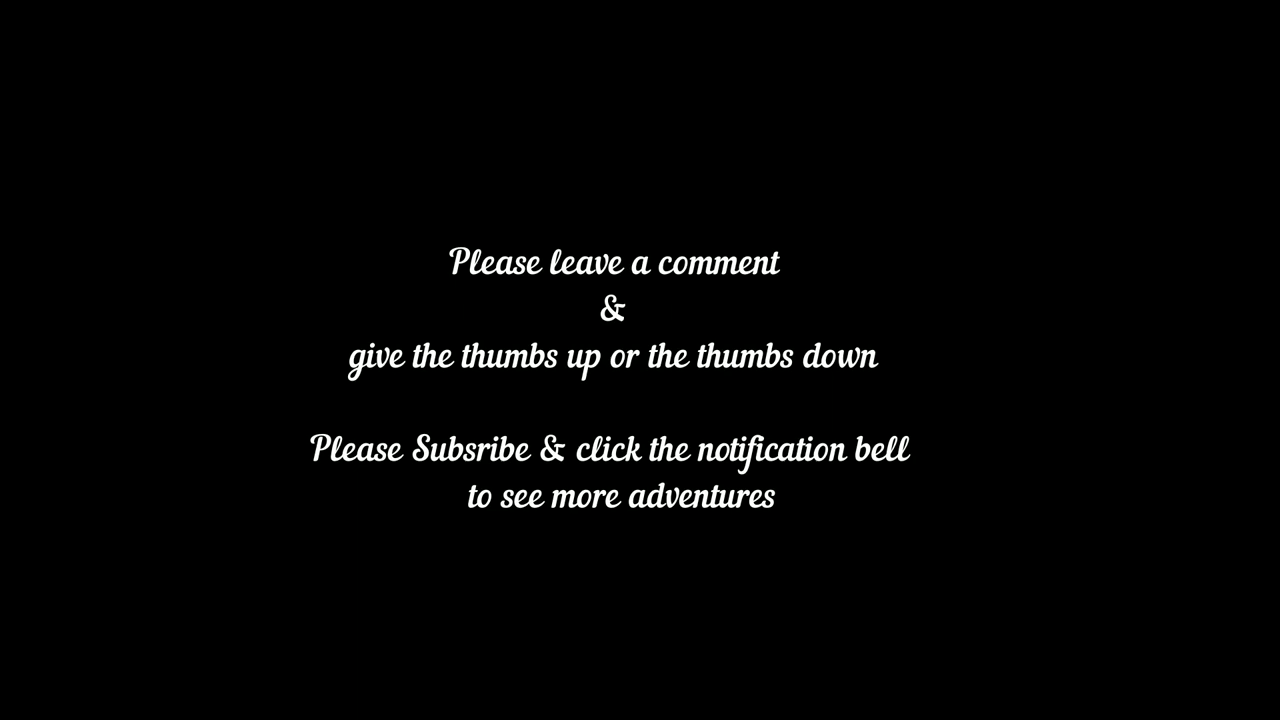 Please leave a comment
&
give the thumbs up or the thumbs down
Please Subsribe & click the notification bell
to see more adventures